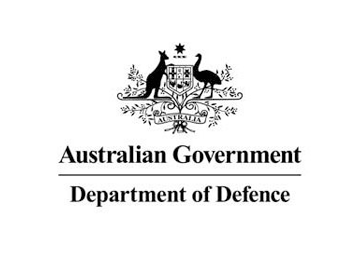 AUSTRALIA
Australian Government
Department of Defence